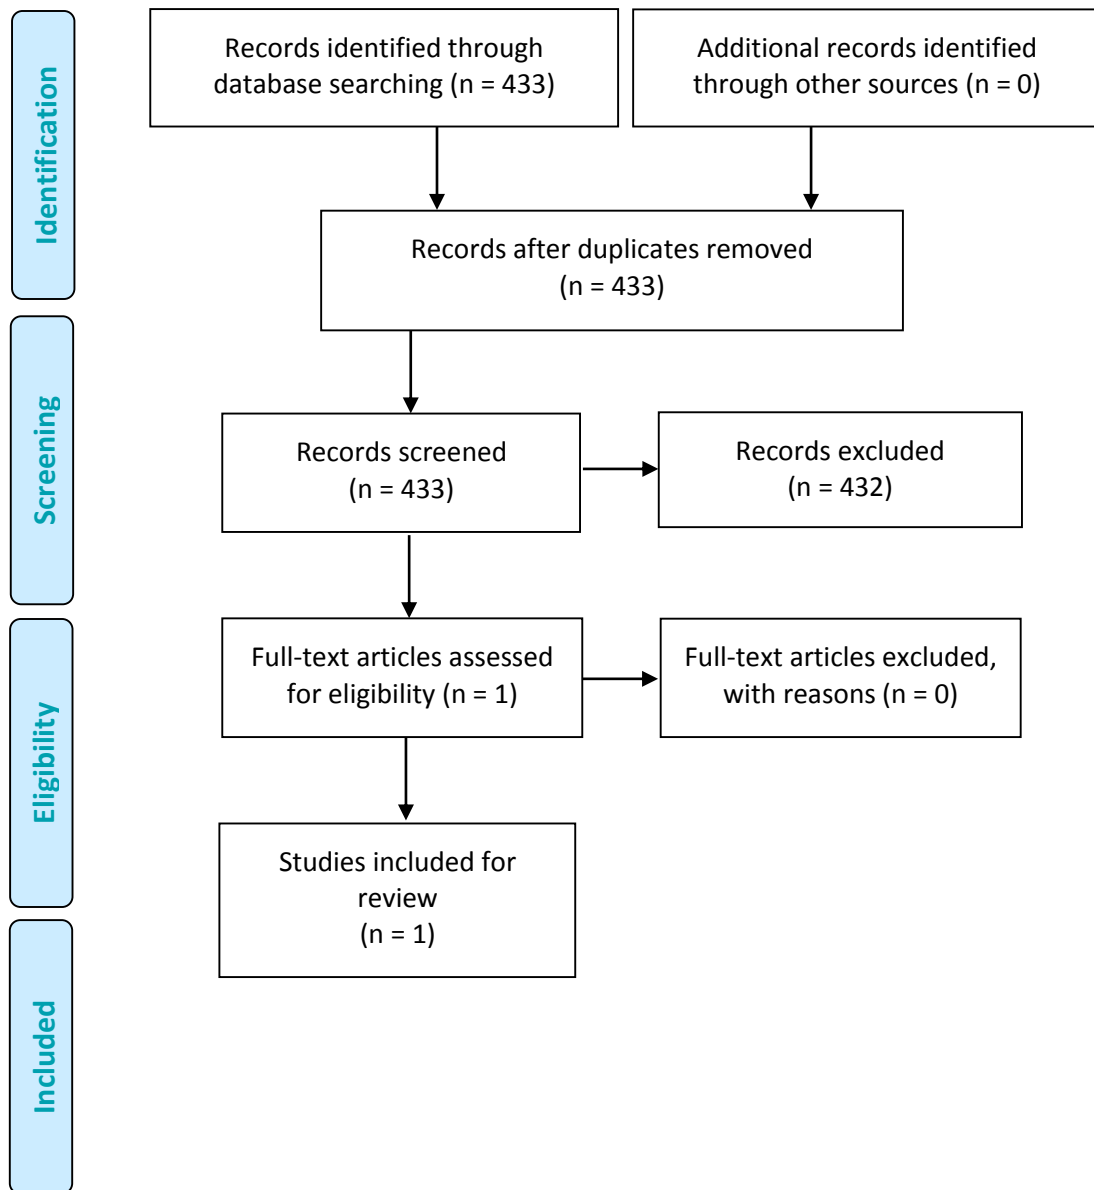 Identification
Records identified through
database searching (n = 433)
Additional records identified
through other sources (n = 0)
Records after duplicates removed
(n = 433)
Screening
Records screened
(n = 433)
Records excluded
(n = 432)
Eligibility
Full-text articles assessed
for eligibility (n = 1)
Full-text articles excluded,
with reasons (n = 0)
Studies included for
review
(n = 1)
Included